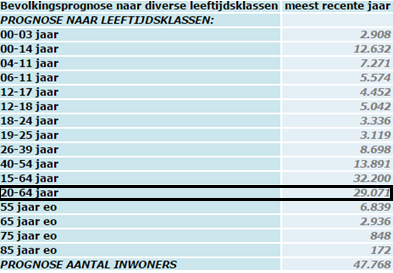 Bevolkingsprognose naar diverse leeftijdsklassen meest recente jaar
PROGNOSE NAAR LEEFTIJDSKLASSEN:
00-03 jaar 2.908
00-14 jaar 12.632
04-11 jaar 7.271
06-11 jaar 5.574
12-17 jaar 4.452
12-18 jaar 5.042
18-24 jaar 3.336
19-25 jaar 3.119
26-39 jaar 8.698
40-54 jaar 13.891
15-64 jaar 32.200
20-64 jaar 29.071
55 jaar eo 6.839
65 jaar eo 2.936
75 jaar eo 848
85 jaar eo 172
PROGNOSE AANTAL INWONERS 47.768